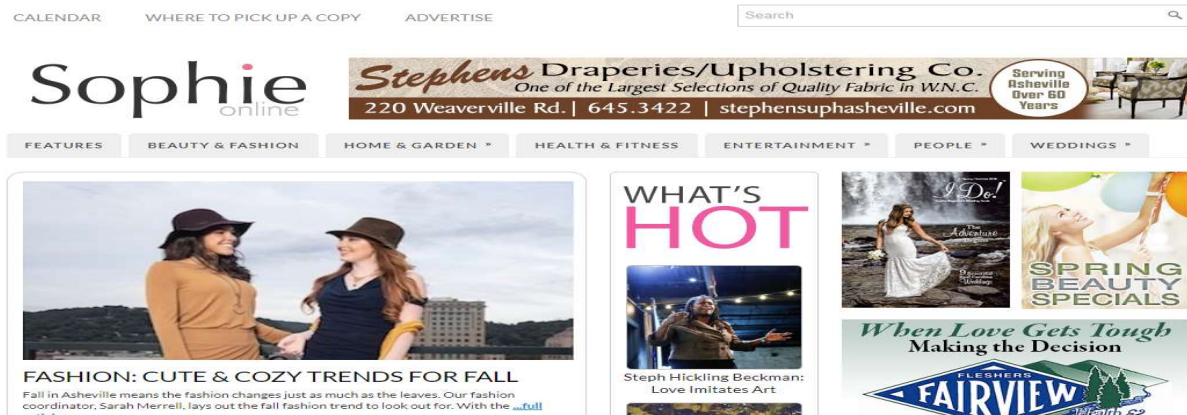 CALENDAR WHERE TO PICK UP A COPY ADVERTISE
Search
Sophie
online
Stephens Draperies/Upholstering Co.
One of the Largest Selections of Quality Fabric in W.N.C.
220 Weaverville Rd. | 645.3422 | stephensuphasheville.com
Serving
Asheville
Over 60
Years
FEATURES BEAUTY & FASHION HOME & GARDEN » HEALTH & FITNESS ENTERTAINMENT » PEOPLE » WEDDINGS »
FASHION: CUTE & COZY TRENDS FOR FALL
Fall in Asheville means the fashion changes just as much as the leaves. Our fashion
coordinator, Sarah Merrell, lays out the fall fashion trend to look out for. With the ...full
WHAT'S
HOT
Steph Hickling Beckman:
Love Imitates Art
I Do!
The
Adventure
SPRING
BEAUTY
SPECIALS
When Love Gets Tough
Making the Decision
FLESHERS
FAIRVIEW